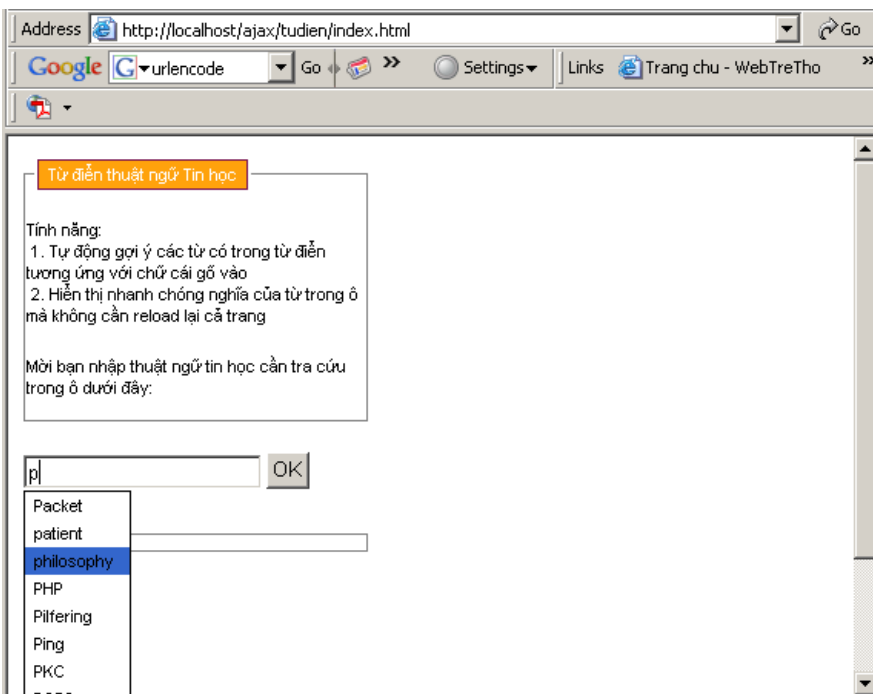 Address http://localhost/ajax/tudien/index.html Go
Google G urlencode Go » Settings Links Trang chu - WebTreTho »
Từ điển thuật ngữ Tin học
Tính năng:
1. Tự động gợi ý các từ có trong từ điển
tương ứng với chữ cái gõ vào
2. Hiển thị nhanh chóng nghĩa của từ trong ô
mà không cần reload lại cả trang
Mời bạn nhập thuật ngữ tin học cần tra cứu
trong ô dưới đây:
p OK
Packet
patient
philosophy
PHP
Pilfering
Ping
PKC